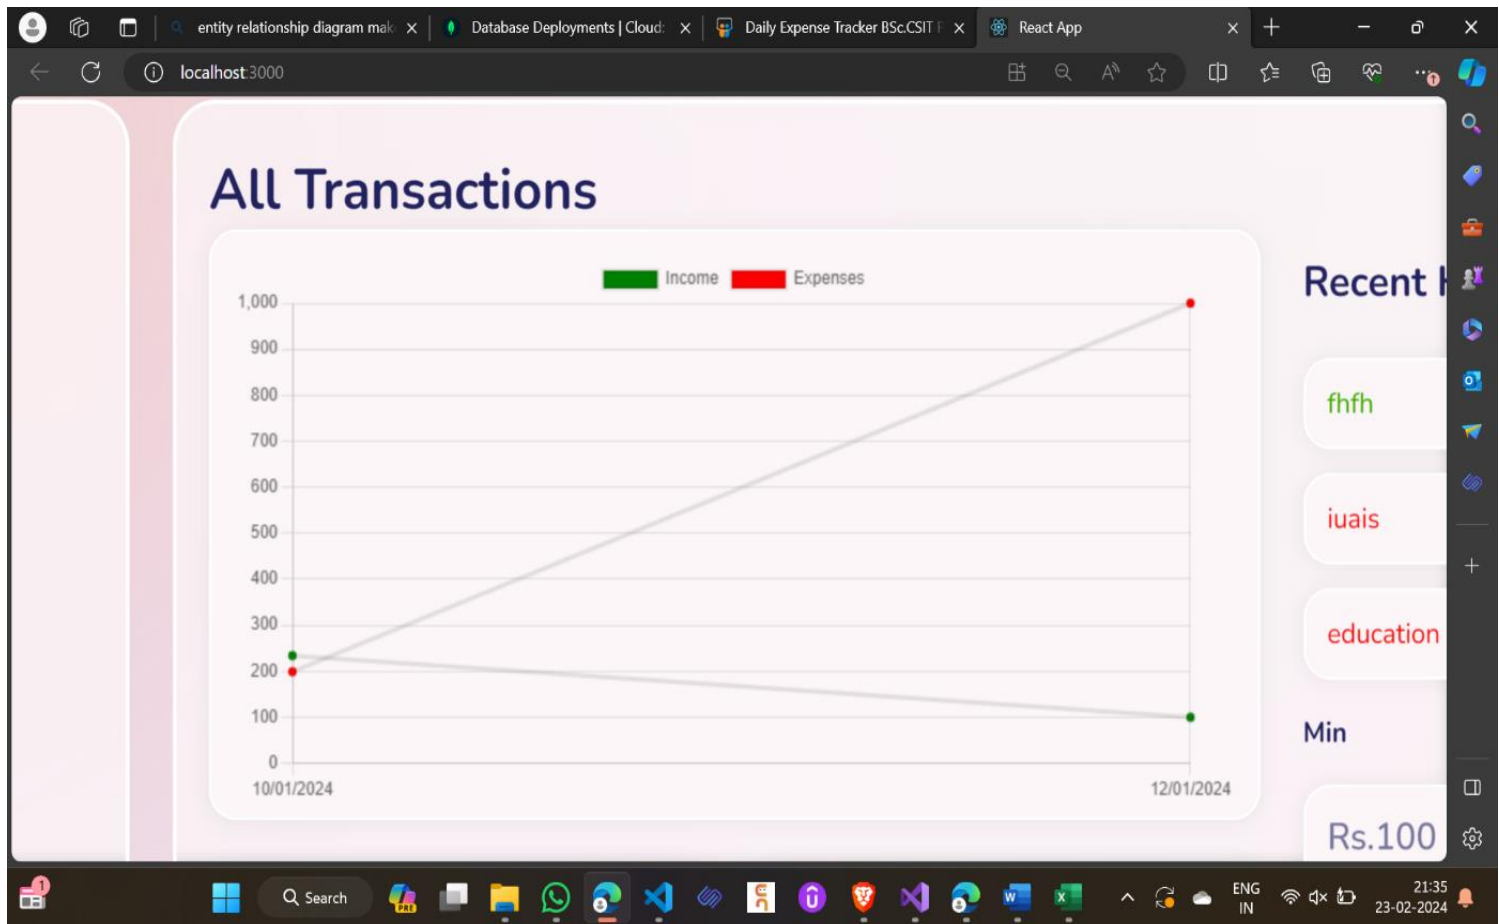 entity relationship diagram mak
Database Deployments | Cloud:
Daily Expense Tracker BSc.CSIT F
React App
localhost:3000
All Transactions
Income
Expenses
1,000
900
800
700
600
500
400
300
200
100
0
10/01/2024
12/01/2024
Recent H
fhfh
iuais
education
Min
Rs.100
1
Search
PRE
ENG
IN
21:35
23-02-2024